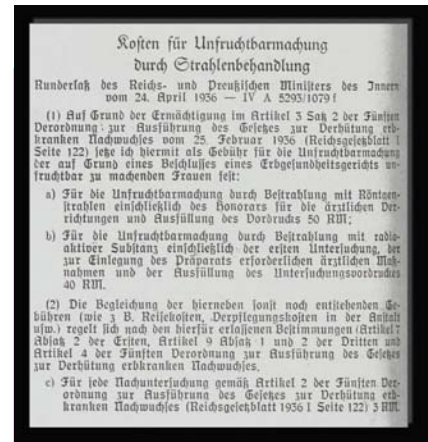 Kosten für Unfruchtbarmachung
durch Strahlenbehandlung
Runderlaß des Reichs- und Preußischen Ministers des Innern
vom 24. April 1936 — IV A 5293/1079 f
(1) Auf Grund der Ermächtigung im Artikel 3 Satz 2 der Fünften
Verordnung zur Ausführung des Gesetzes zur Verhütung erb-
kranken Nachwuchses vom 25. Februar 1936 (Reichsgesetzblatt I
Seite 122) setze ich hiermit als Gebühr für die Unfruchtbarmachung
der auf Grund eines Beschlusses eines Erbgesundheitsgerichts un-
fruchtbar zu machenden Frauen fest:
a) Für die Unfruchtbarmachung durch Bestrahlung mit Röntgen-
strahlen einschließlich des Honorars für die ärztlichen Ver-
richtungen und Ausfüllung des Vordrucks 50 RM;
b) Für die Unfruchtbarmachung durch Bestrahlung mit radio-
aktiver Substanz einschließlich der ersten Untersuchung, der
zur Einlegung des Präparats erforderlichen ärztlichen Maß-
nahmen und der Ausfüllung des Untersuchungsvordruckes
40 RM.
(2) Die Begleichung der hierneben sonst noch entstehenden Ge-
bühren (wie z B. Reisekosten, Verpflegungskosten in der Anstalt
usw.) regelt sich nach den hierfür erlassenen Bestimmungen (Artikel 7
Absatz 2 der Ersten, Artikel 9 Absatz 1 und 2 der Dritten und
Artikel 4 der Fünften Verordnung zur Ausführung des Gesetzes
zur Verhütung erbkranken Nachwuchses.
c) Für jede Nachuntersuchung gemäß Artikel 2 der Fünften Ver-
ordnung zur Ausführung des Gesetzes zur Verhütung erb-
kranken Nachwuchses (Reichsgesetzblatt 1936 I Seite 122) 3 RM